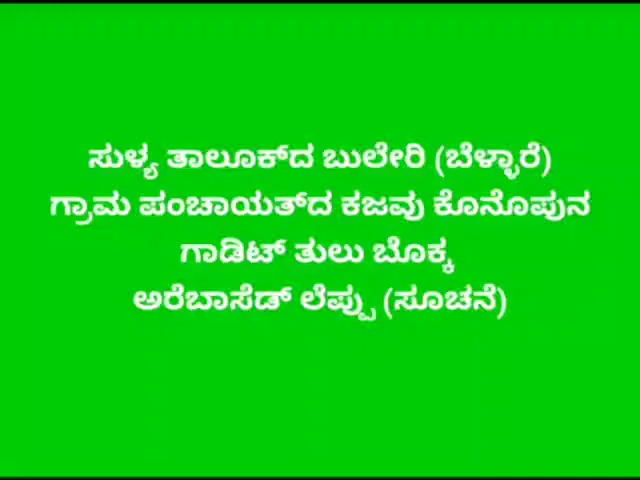 ಸುಳ್ಯ ತಾಲೂಕ್‌ದ ಬುಲೇರಿ (ಬೆಳ್ಳಾರೆ)
ಗ್ರಾಮ ಪಂಚಾಯತ್‌ದ ಕಜವು ಕೊನೊಪುನ
ಗಾಡಿಟ್ ತುಲು ಬೊಕ್ಕ
ಅರೆಬಾಸೆಡ್ ಲೆಪ್ಪು (ಸೂಚನೆ)